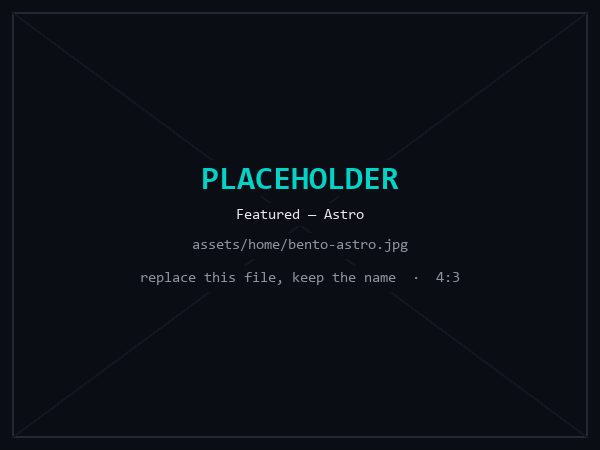 PLACEHOLDER
Featured — Astro
assets/home/bento-astro.jpg
replace this file, keep the name · 4:3